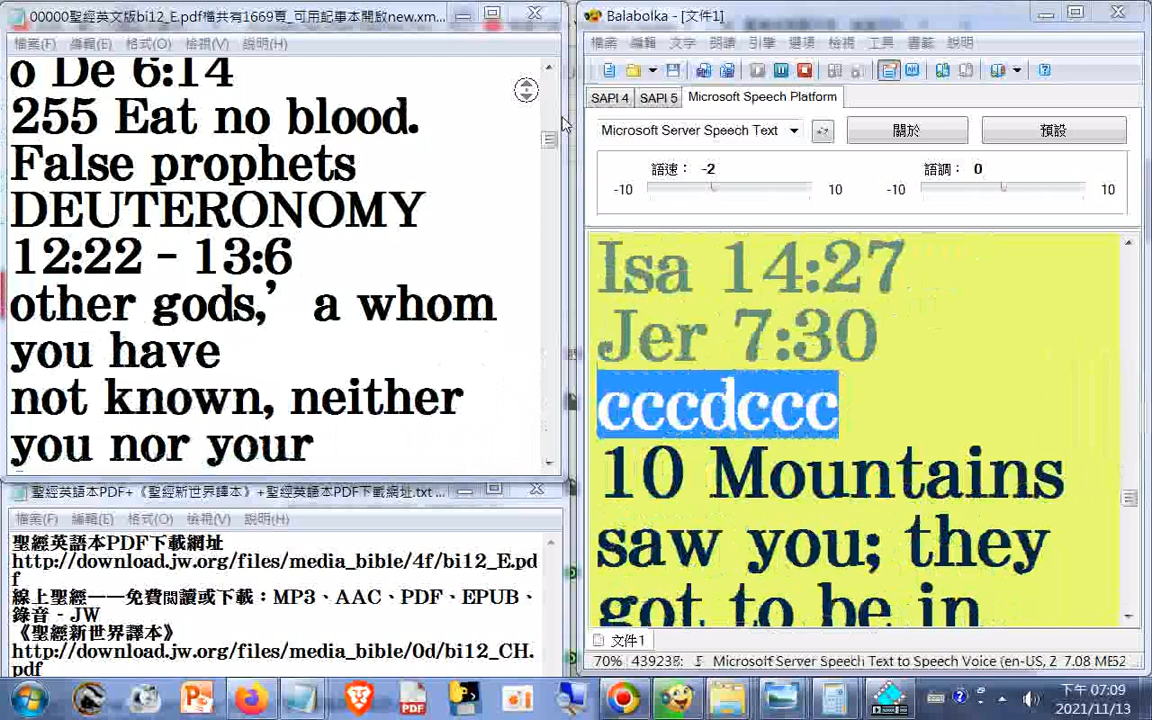 00000聖經英文版bi12_E.pdf檔共有1669頁_可用記事本開啟new.xm...
檔案(F) 編輯(E) 格式(O) 檢視(V) 說明(H)
o De 6:14
255 Eat no blood.
False prophets
DEUTERONOMY
12:22 – 13:6
other gods,’ a whom
you have
not known, neither
you nor your
聖經英語本PDF+《聖經新世界譯本》+聖經英語本PDF下載網址.txt ...
檔案(F) 編輯(E) 格式(O) 檢視(V) 說明(H)
聖經英語本PDF下載網址
http://download.jw.org/files/media_bible/4f/bi12_E.pd
f
線上聖經——免費閱讀或下載：MP3、AAC、PDF、EPUB、
錄音 - JW
《聖經新世界譯本》
http://download.jw.org/files/media_bible/0d/bi12_CH.
pdf
Balabolka - [文件1]
檔案 編輯 文字 朗讀 引擎 選項 檢視 工具 書籤 說明
SAPI 4 SAPI 5 Microsoft Speech Platform
Microsoft Server Speech Text 關於 預設
語速： -2 語調： 0
-10 10 -10 10
Isa 14:27
Jer 7:30
cccdccc
10 Mountains
saw you; they
got to be in
文件1
70% Microsoft Server Speech Text to Speech Voice (en-US, Z 7.08 ME
下午 07:09
2021/11/13